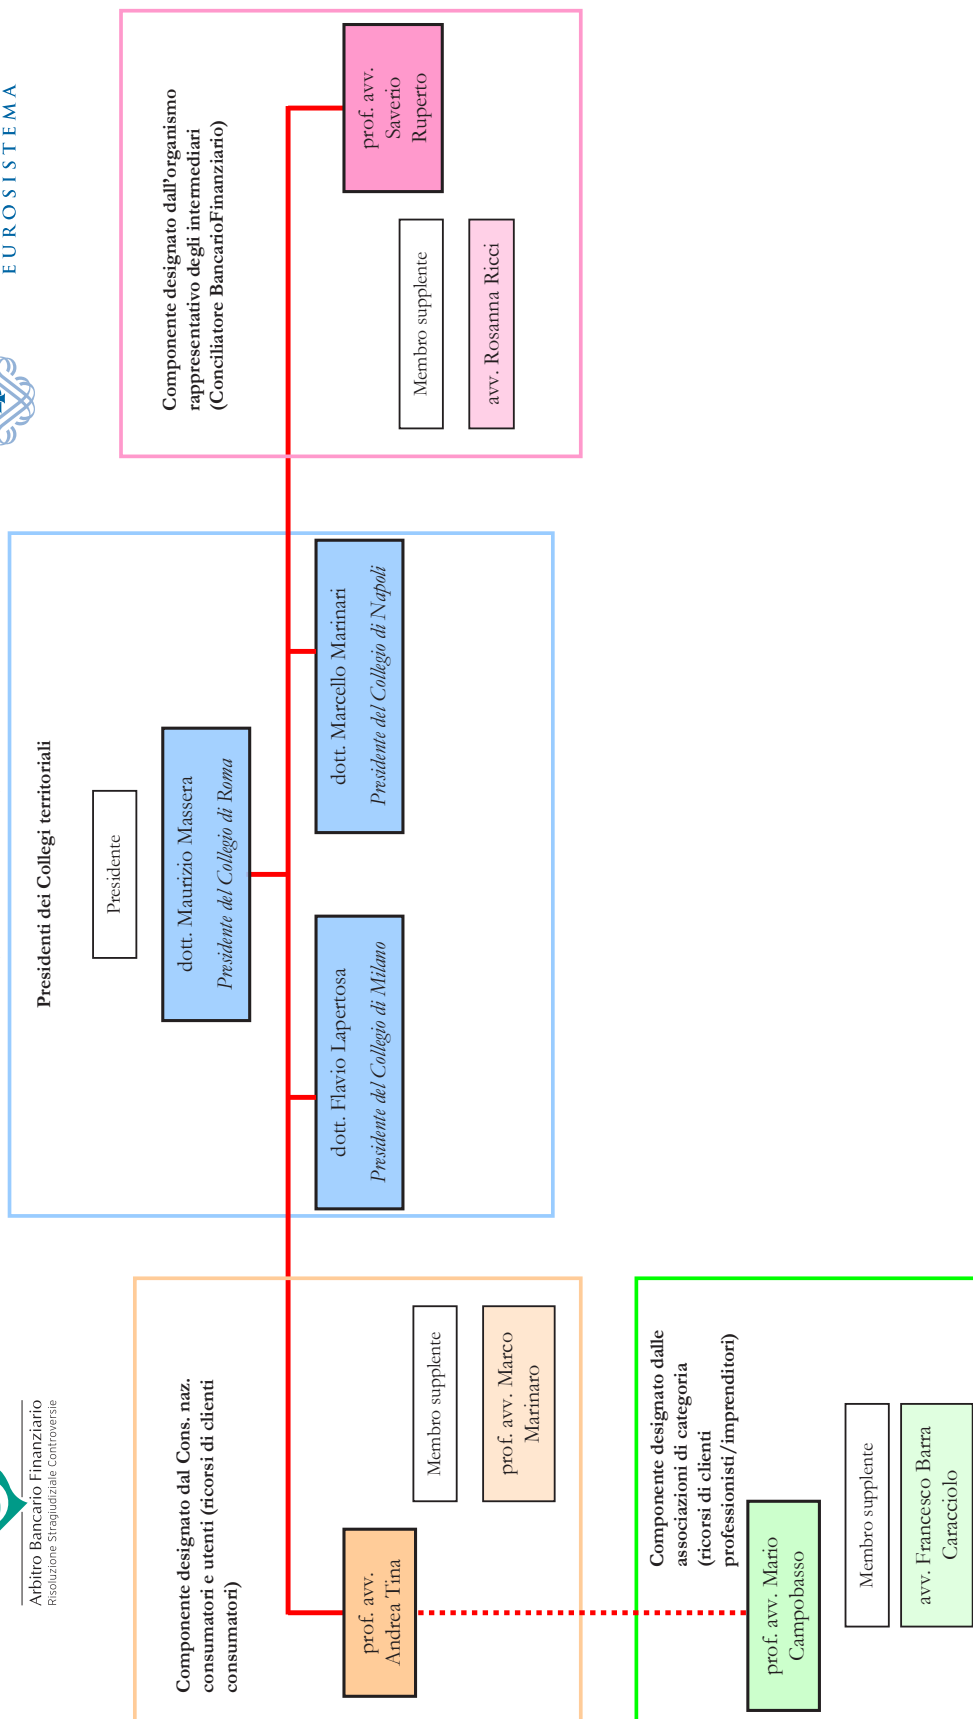 Arbitro Bancario Finanziario
Risoluzione Stragiudiziale Controversie
EUROSISTEMA
Presidenti dei Collegi territoriali
Presidente
dott. Maurizio Massera
Presidente del Collegio di Roma
dott. Flavio Lapertosa
Presidente del Collegio di Milano
dott. Marcello Marinari
Presidente del Collegio di Napoli
Componente designato dal Cons. naz.
consumatori e utenti (ricorsi di clienti
consumatori)
prof. avv.
Andrea Tina
Membro supplente
prof. avv. Marco
Marinaro
Componente designato dall'organismo
rappresentativo degli intermediari
(Conciliatore BancarioFinanziario)
Membro supplente
avv. Rosanna Ricci
prof. avv.
Saverio
Ruperto
Componente designato dalle
associazioni di categoria
(ricorsi di clienti
professionisti/imprenditori)
prof. avv. Mario
Campobasso
Membro supplente
avv. Francesco Barra
Caracciolo